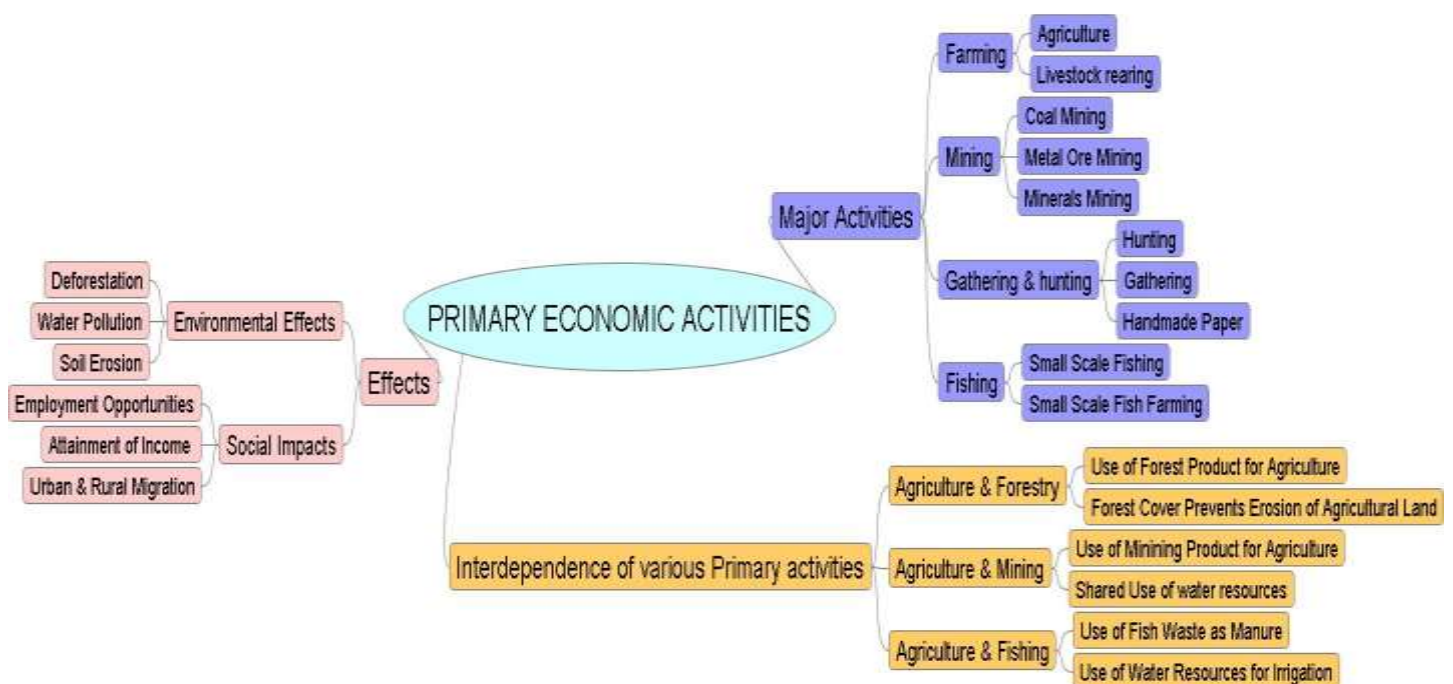 PRIMARY ECONOMIC ACTIVITIES
Major Activities
Farming
Agriculture
Livestock rearing
Mining
Coal Mining
Metal Ore Mining
Minerals Mining
Gathering & hunting
Hunting
Gathering
Handmade Paper
Fishing
Small Scale Fishing
Small Scale Fish Farming
Interdependence of various Primary activities
Agriculture & Forestry
Use of Forest Product for Agriculture
Forest Cover Prevents Erosion of Agricultural Land
Agriculture & Mining
Use of Minining Product for Agriculture
Shared Use of water resources
Agriculture & Fishing
Use of Fish Waste as Manure
Use of Water Resources for Irrigation
Effects
Environmental Effects
Deforestation
Water Pollution
Soil Erosion
Social Impacts
Employment Opportunities
Attainment of Income
Urban & Rural Migration